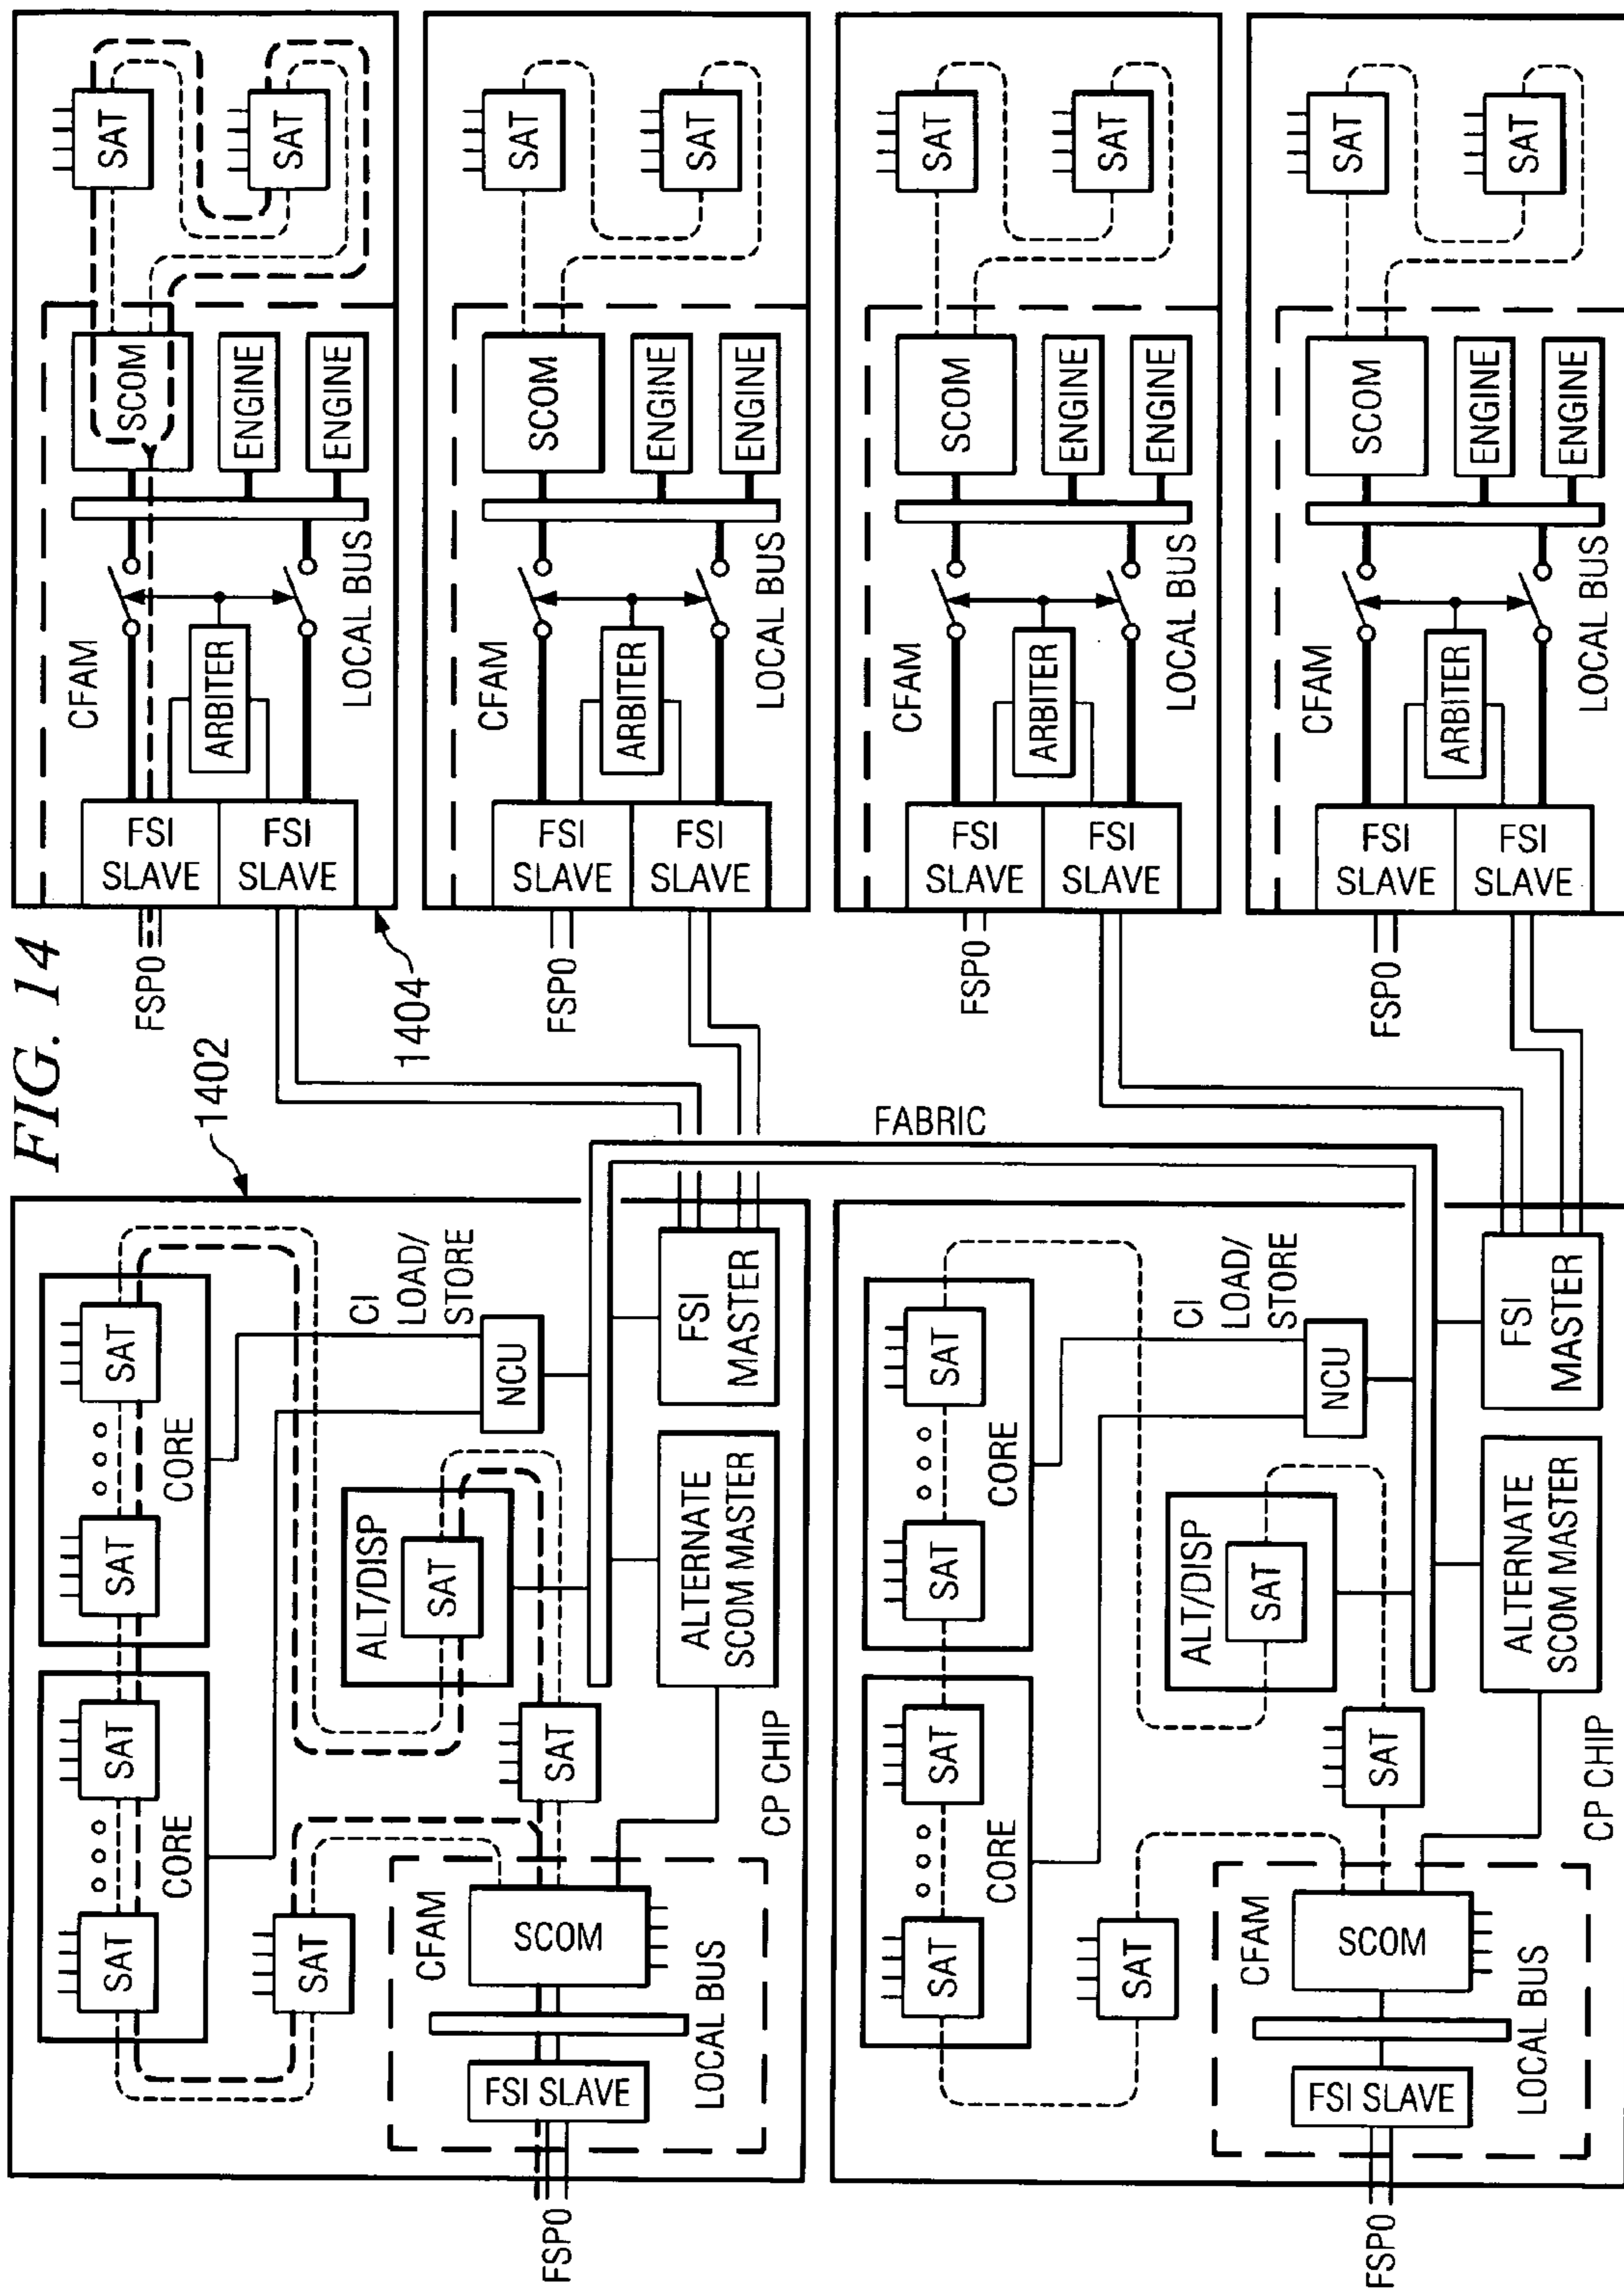 FIG. 14
1402
SAT
SAT
SAT
SAT
CORE
CORE
SAT
ALT/DISP
SAT
CI
LOAD/
STORE
CFAM
SAT
NCU
FSP0
FSI SLAVE
SCOM
LOCAL BUS
ALTERNATE
SCOM MASTER
FSI
MASTER
CP CHIP
FABRIC
SAT
SAT
SAT
SAT
CORE
CORE
SAT
ALT/DISP
SAT
CI
LOAD/
STORE
CFAM
SAT
NCU
FSP0
FSI SLAVE
SCOM
LOCAL BUS
ALTERNATE
SCOM MASTER
FSI
MASTER
CP CHIP
1404
FSP0
CFAM
FSI
SLAVE
FSI
SLAVE
ARBITER
LOCAL BUS
SCOM
ENGINE
ENGINE
SAT
SAT
FSP0
CFAM
FSI
SLAVE
FSI
SLAVE
ARBITER
LOCAL BUS
SCOM
ENGINE
ENGINE
SAT
SAT
FSP0
CFAM
FSI
SLAVE
FSI
SLAVE
ARBITER
LOCAL BUS
SCOM
ENGINE
ENGINE
SAT
SAT
FSP0
CFAM
FSI
SLAVE
FSI
SLAVE
ARBITER
LOCAL BUS
SCOM
ENGINE
ENGINE
SAT
SAT